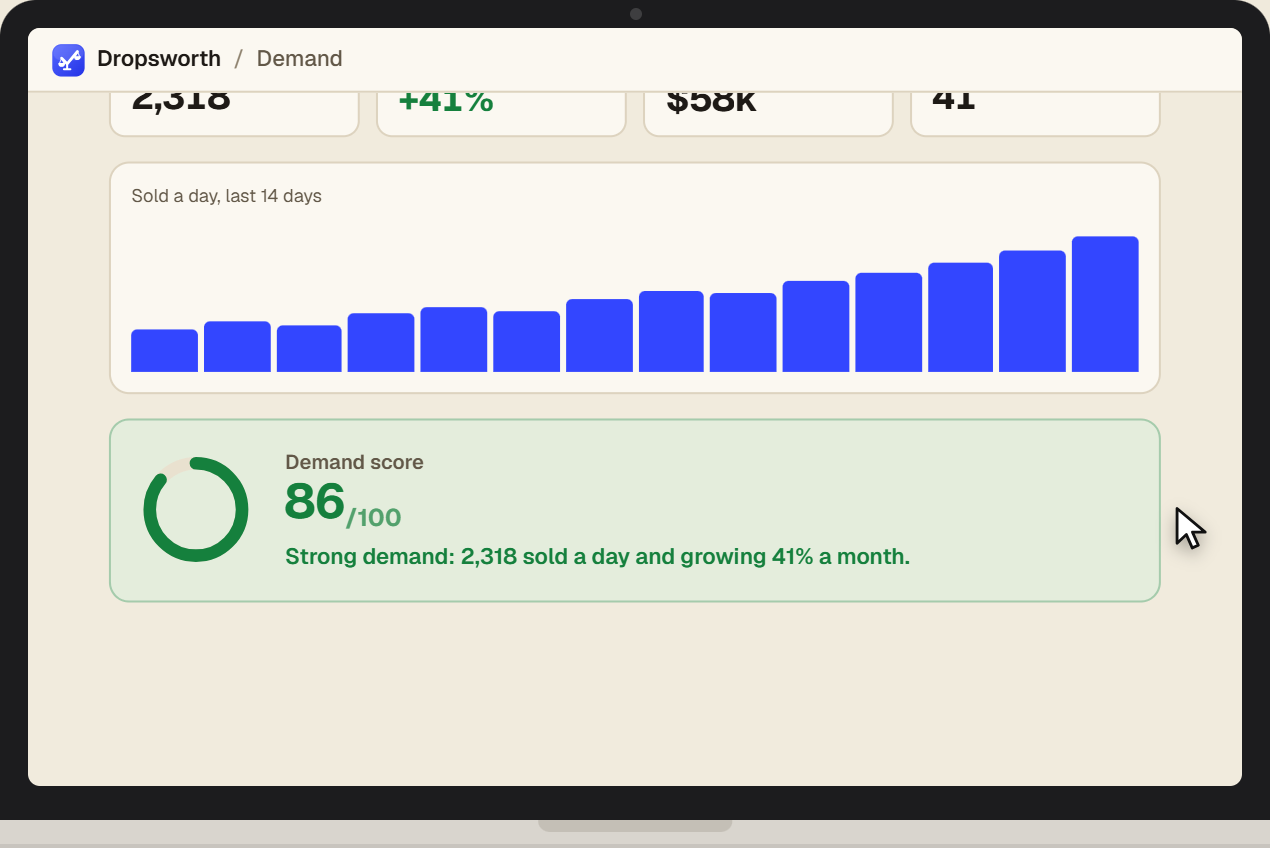 Dropsworth / Demand
2,318
+41%
$58k
41
Sold a day, last 14 days
Demand score
86/100
Strong demand: 2,318 sold a day and growing 41% a month.